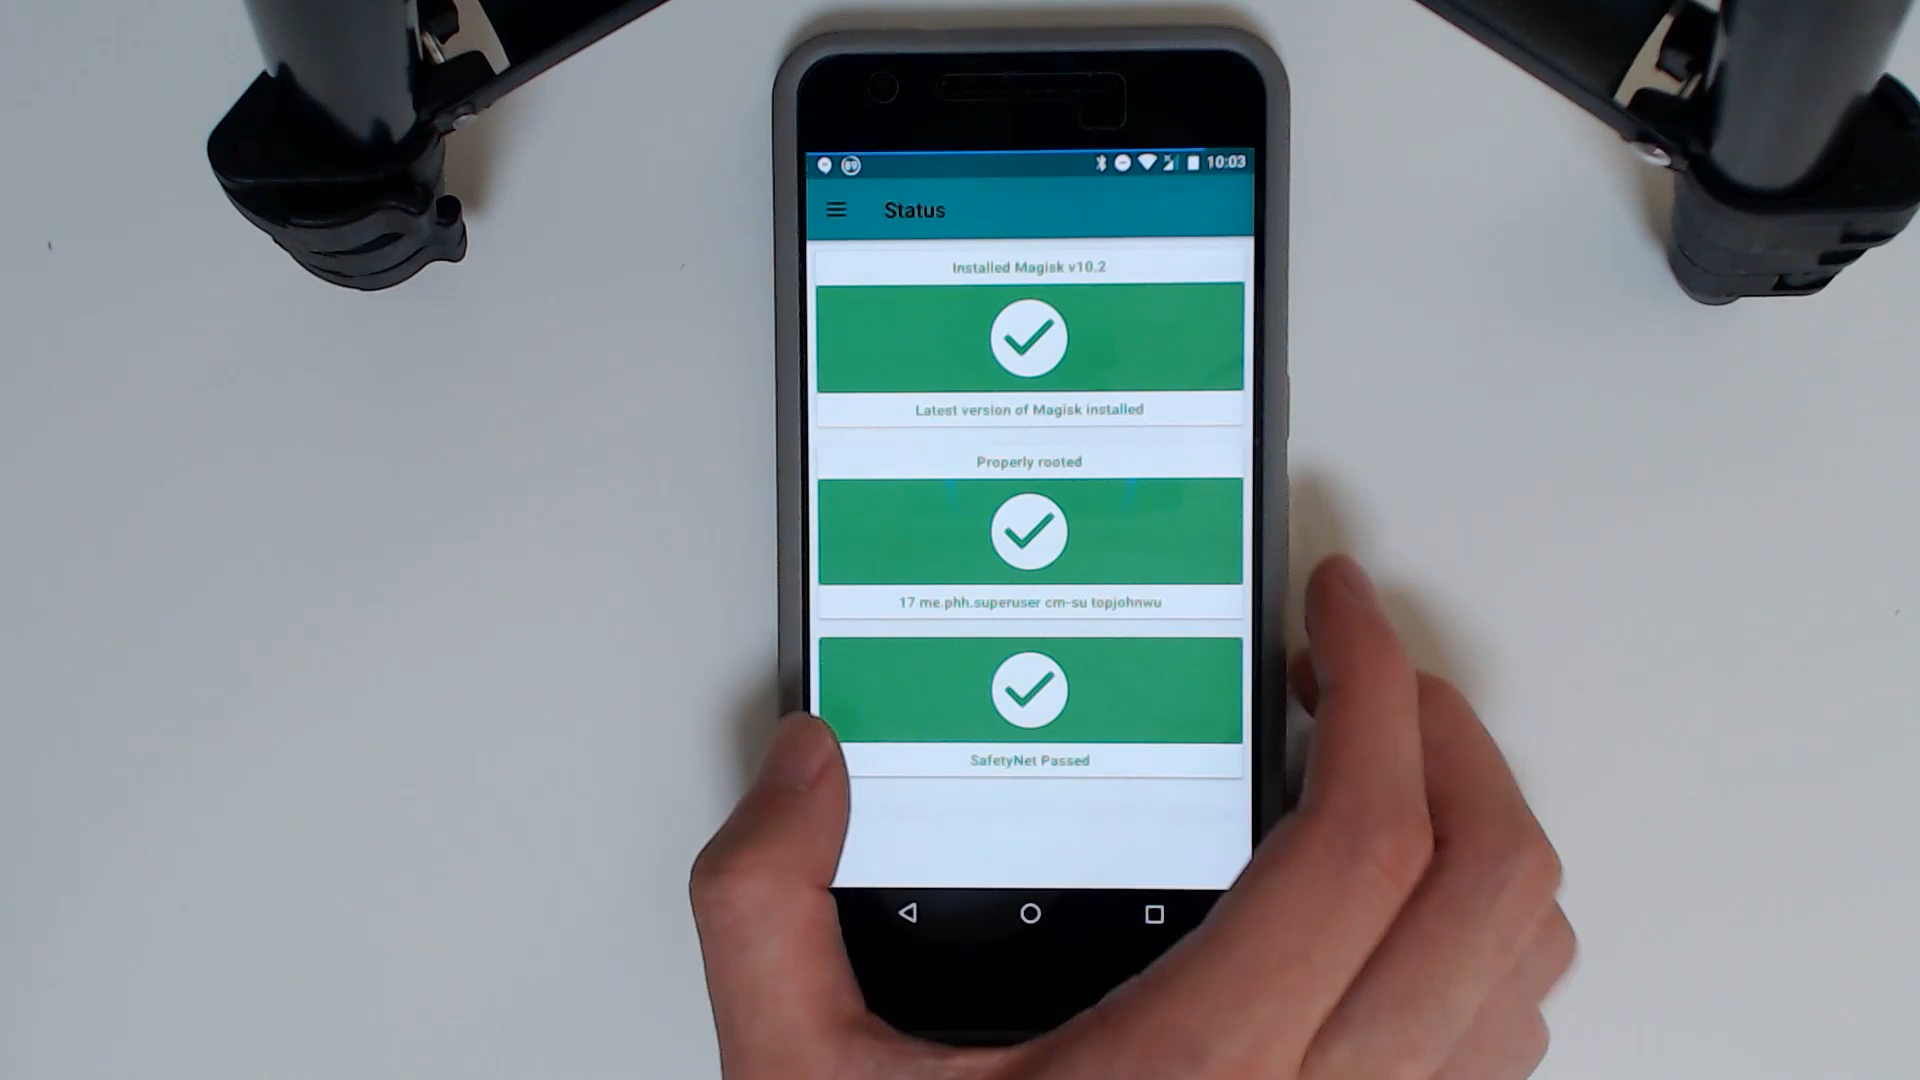 89
10:03
Status
Installed Magisk v10.2
Latest version of Magisk installed
Properly rooted
17 me.phh.superuser cm-su topjohnwu
SafetyNet Passed